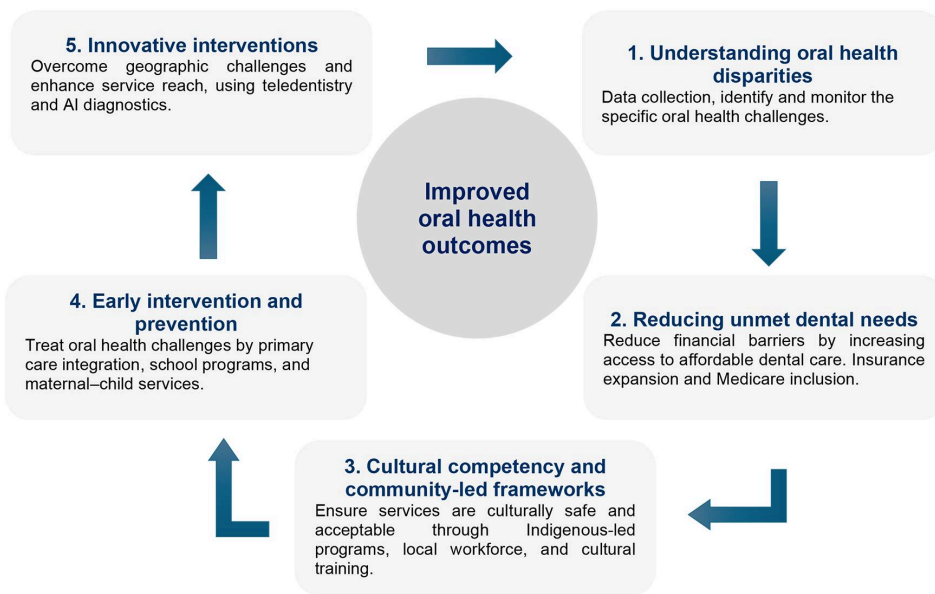 5. Innovative interventions
Overcome geographic challenges and
enhance service reach, using teledentistry
and AI diagnostics.
1. Understanding oral health
disparities
Data collection, identify and monitor the
specific oral health challenges.
Improved
oral health
outcomes
4. Early intervention and
prevention
Treat oral health challenges by primary
care integration, school programs, and
maternal–child services.
2. Reducing unmet dental needs
Reduce financial barriers by increasing
access to affordable dental care. Insurance
expansion and Medicare inclusion.
3. Cultural competency and
community-led frameworks
Ensure services are culturally safe and
acceptable through Indigenous-led
programs, local workforce, and cultural
training.